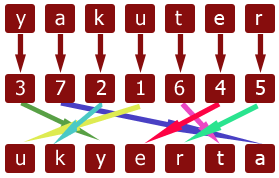 y a k u t e r
3 7 2 1 6 4 5
u k y e r t a